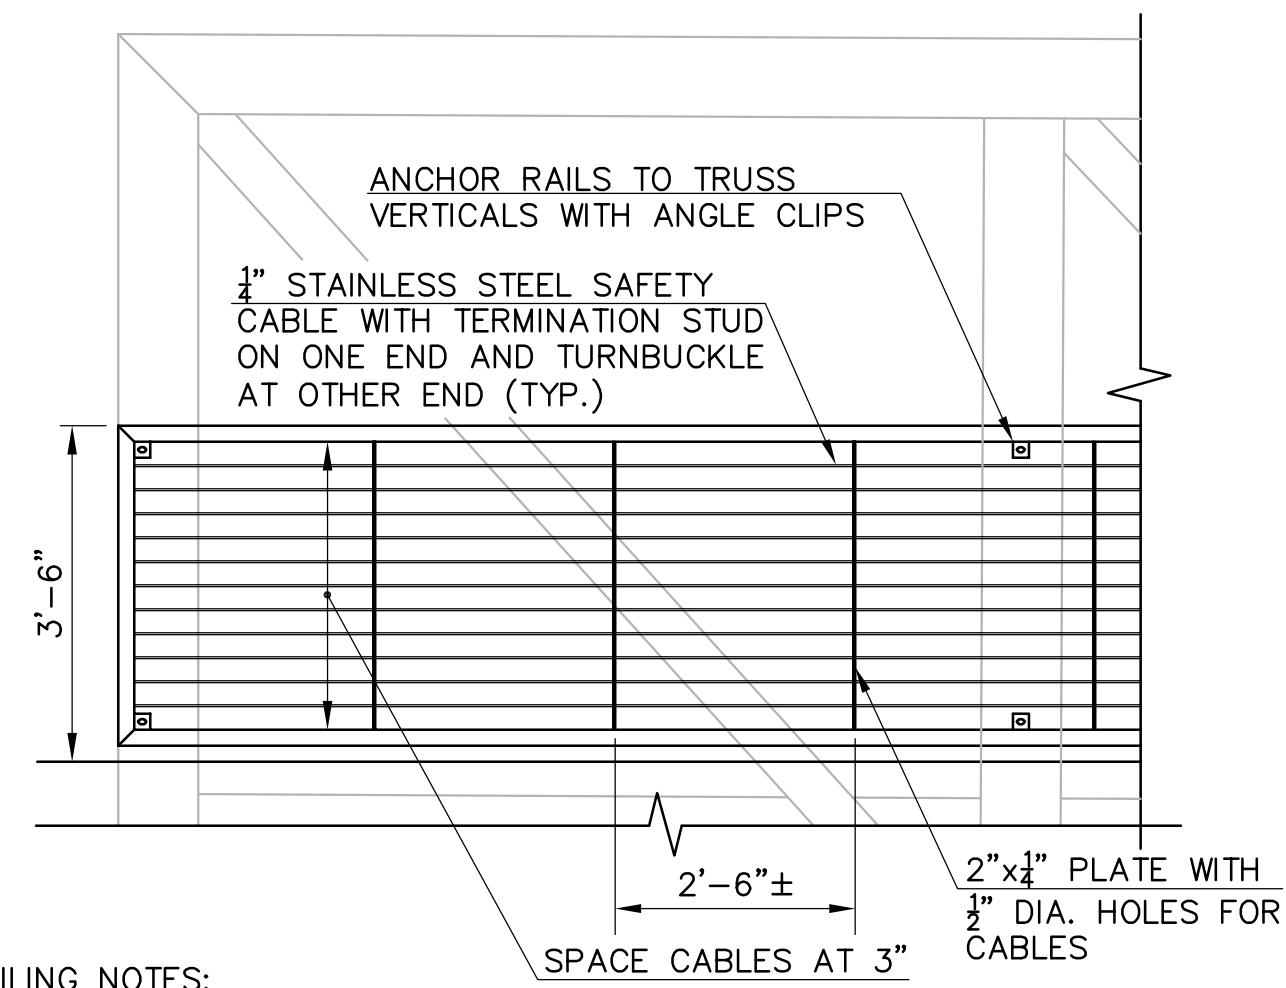 ANCHOR RAILS TO TRUSS
VERTICALS WITH ANGLE CLIPS
1/4" STAINLESS STEEL SAFETY
CABLE WITH TERMINATION STUD
ON ONE END AND TURNBUCKLE
AT OTHER END (TYP.)
3'-6"
2'-6"±
2"x1/4" PLATE WITH
1/2" DIA. HOLES FOR
CABLES
SPACE CABLES AT 3"
ILING NOTES: